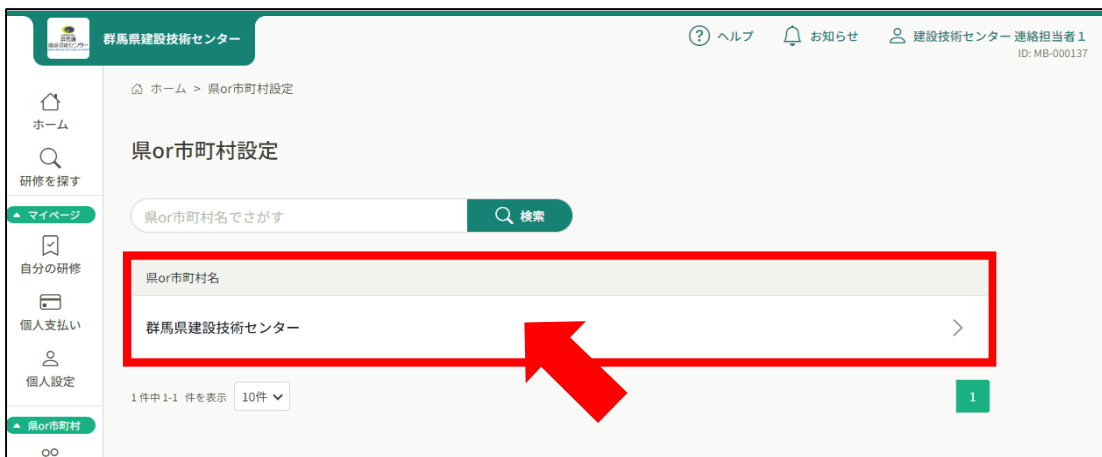 群馬県建設技術センター
ヘルプ
お知らせ
建設技術センター 連絡担当者１
ID: MB-000137
ホーム > 県or市町村設定
ホーム
研修を探す
マイページ
自分の研修
個人支払い
個人設定
県or市町村
県or市町村設定
県or市町村名でさがす
検索
県or市町村名
群馬県建設技術センター
1 件中 1-1 件を表示 10件
1